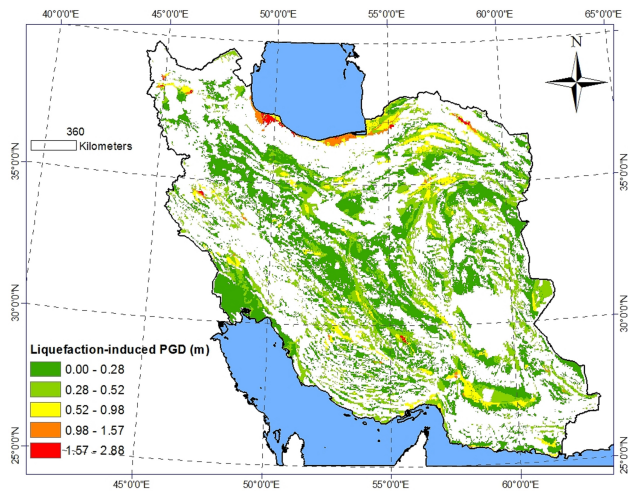 40°0'0"E 45°0'0"E 50°0'0"E 55°0'0"E 60°0'0"E 65°0'0"E
N
360
Kilometers
35°0'0"N 35°0'0"N
30°0'0"N 30°0'0"N
Liquefaction-induced PGD (m)
0.00 - 0.28
0.28 - 0.52
0.52 - 0.98
0.98 - 1.57
1.57 - 2.88
25°0'0"N 25°0'0"N
45°0'0"E 50°0'0"E 55°0'0"E 60°0'0"E